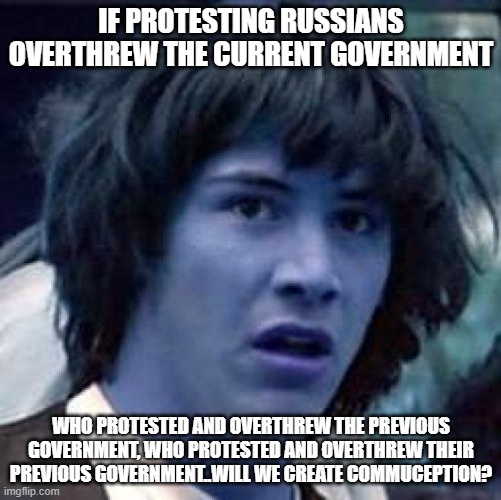 IF PROTESTING RUSSIANS
OVERTHREW THE CURRENT GOVERNMENT
WHO PROTESTED AND OVERTHREW THE PREVIOUS
GOVERNMENT, WHO PROTESTED AND OVERTHREW THEIR
PREVIOUS GOVERNMENT..WILL WE CREATE COMMUCEPTION?
imgflip.com